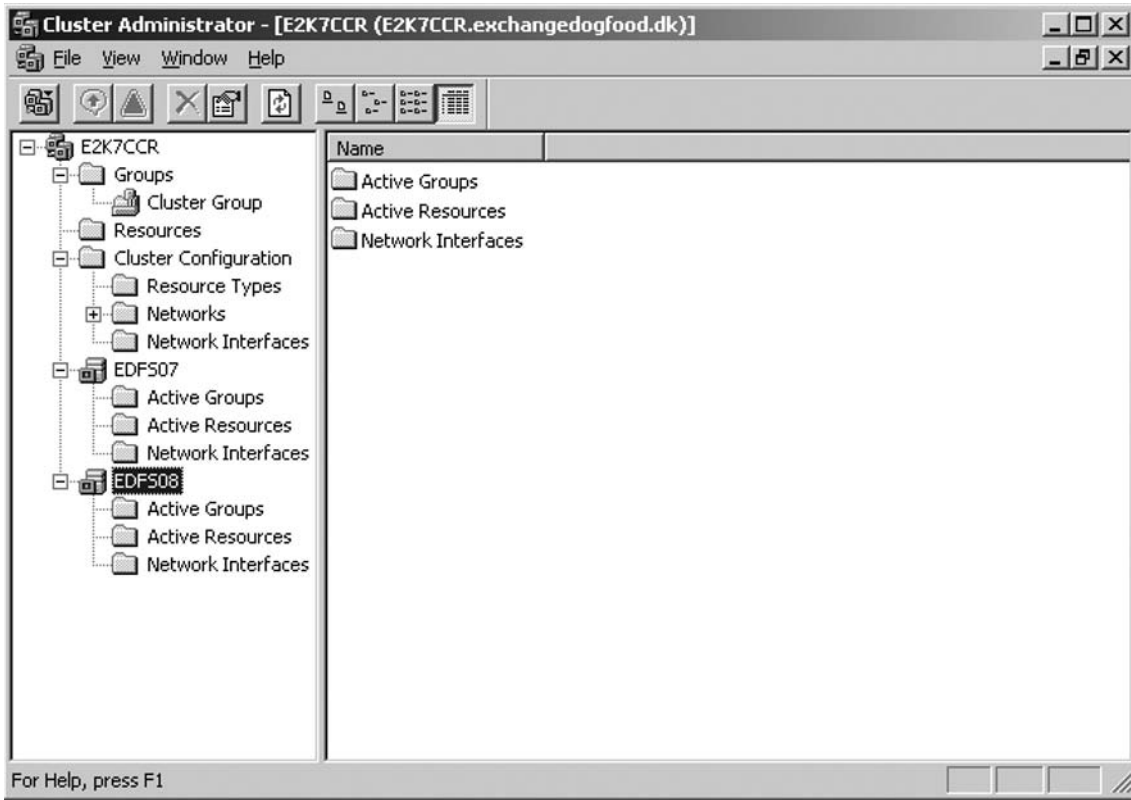 Cluster Administrator - [E2K7CCR (E2K7CCR.exchangedogfood.dk)]
File View Window Help
E2K7CCR
Groups
Cluster Group
Resources
Cluster Configuration
Resource Types
Networks
Network Interfaces
EDFS07
Active Groups
Active Resources
Network Interfaces
EDFS08
Active Groups
Active Resources
Network Interfaces
Name
Active Groups
Active Resources
Network Interfaces
For Help, press F1